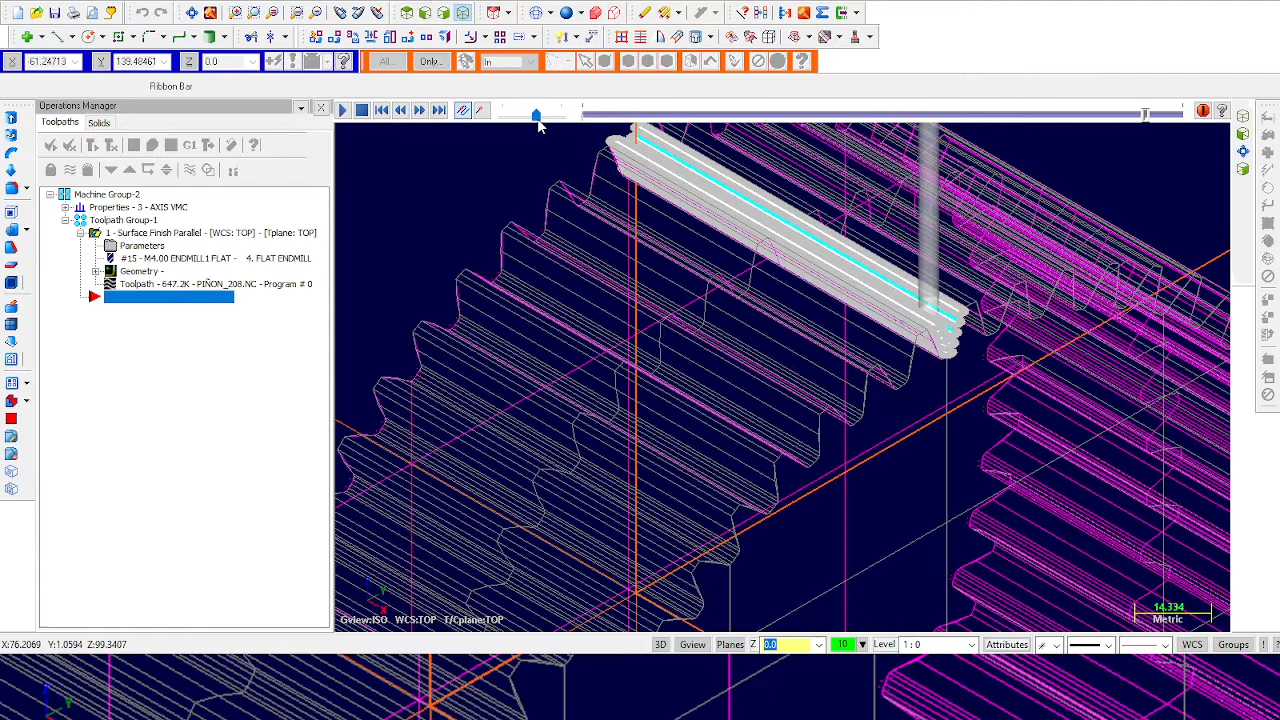 X -61.24713 Y 139.48461 Z 0.0 All... Only... In
Ribbon Bar
Operations Manager
Toolpaths Solids
G1
Machine Group-2
Properties - 3 - AXIS VMC
Toolpath Group-1
1 - Surface Finish Parallel - [WCS: TOP] - [Tplane: TOP]
Parameters
#15 - M4.00 ENDMILL1 FLAT - 4. FLAT ENDMILL
Geometry -
Toolpath - 647.2K - PIÑON_208.NC - Program # 0
Y
X
14.334
Metric
Gview:ISO WCS:TOP T/Cplane:TOP
X:76.2069 Y:1.0594 Z:99.3407 3D Gview Planes Z 0.0 10 Level 1 : 0 Attributes WCS Groups ! ?
Z
Y